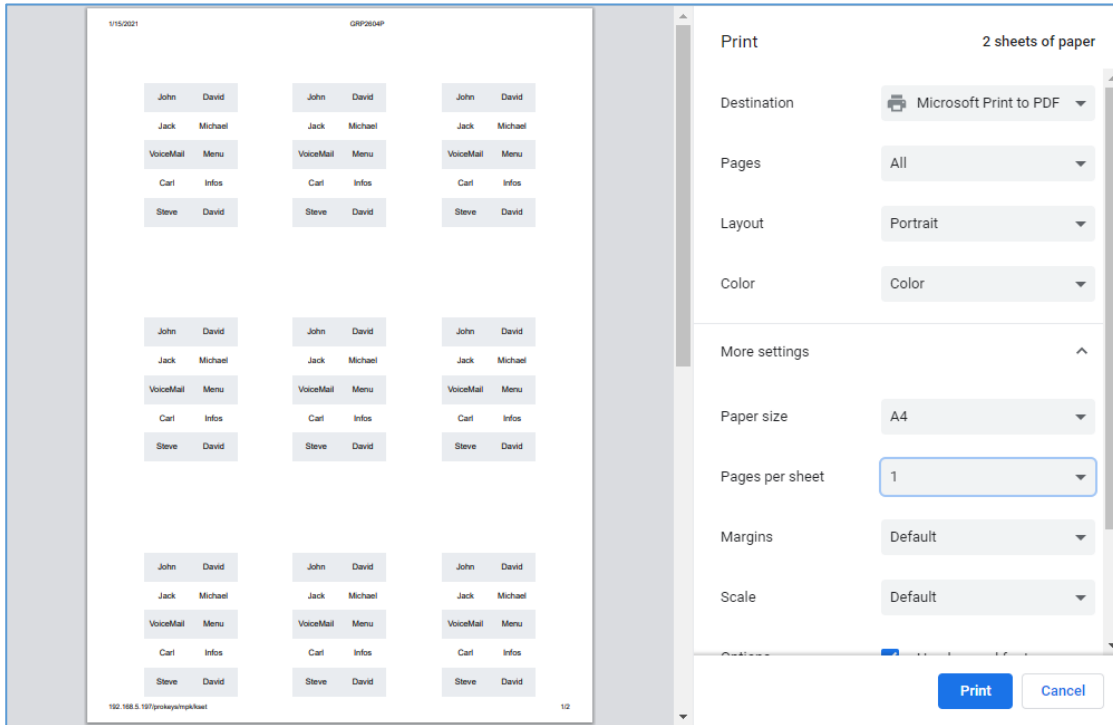 1/15/2021 GRP2604P
John David John David John David
Jack Michael Jack Michael Jack Michael
VoiceMail Menu VoiceMail Menu VoiceMail Menu
Carl Infos Carl Infos Carl Infos
Steve David Steve David Steve David
John David John David John David
Jack Michael Jack Michael Jack Michael
VoiceMail Menu VoiceMail Menu VoiceMail Menu
Carl Infos Carl Infos Carl Infos
Steve David Steve David Steve David
John David John David John David
Jack Michael Jack Michael Jack Michael
VoiceMail Menu VoiceMail Menu VoiceMail Menu
Carl Infos Carl Infos Carl Infos
Steve David Steve David Steve David
192.168.5.197/prokeys/mpk/kset 1/2
Print 2 sheets of paper
Destination Microsoft Print to PDF
Pages All
Layout Portrait
Color Color
More settings
Paper size A4
Pages per sheet 1
Margins Default
Scale Default
Print Cancel